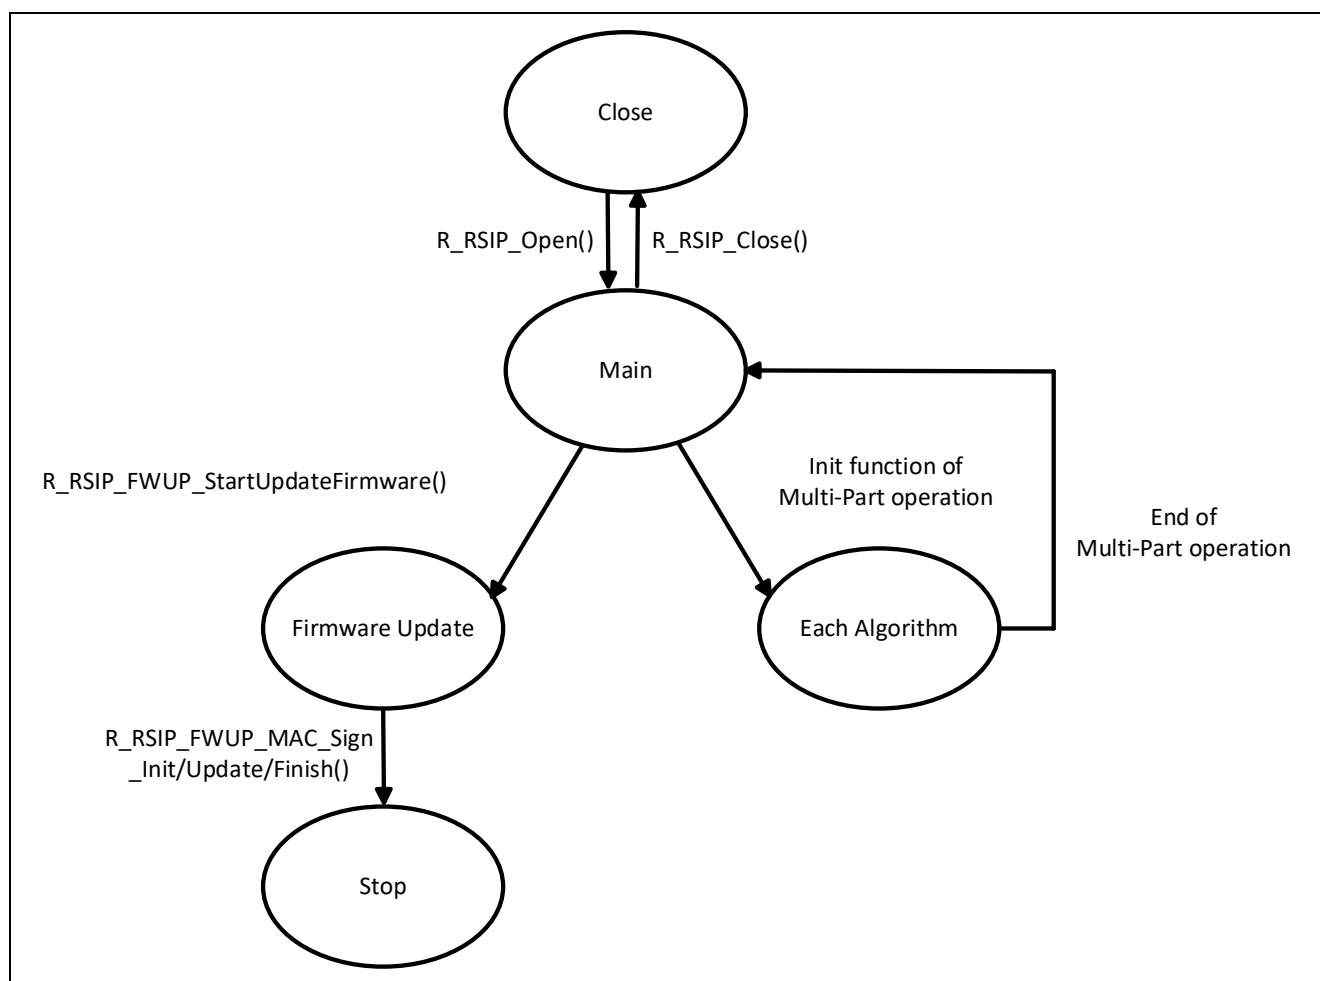 Close
R_RSIP_Open()
R_RSIP_Close()
Main
R_RSIP_FWUP_StartUpdateFirmware()
Init function of
Multi-Part operation
End of
Multi-Part operation
Firmware Update
Each Algorithm
R_RSIP_FWUP_MAC_Sign
_Init/Update/Finish()
Stop